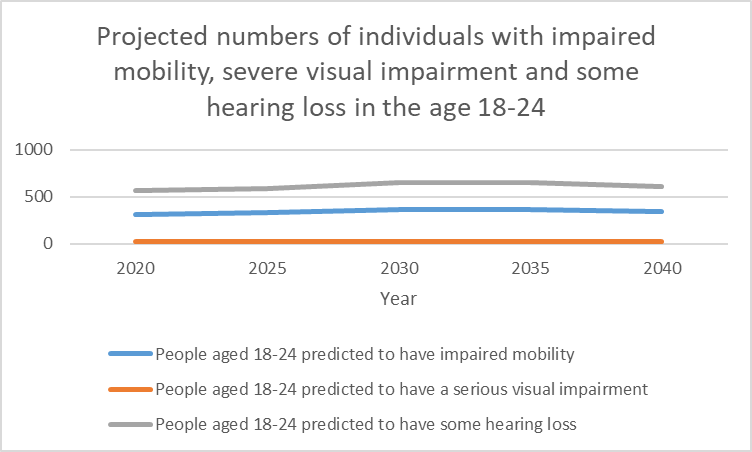 Projected numbers of individuals with impaired
mobility, severe visual impairment and some
hearing loss in the age 18-24
1000
500
0
2020 2025 2030 2035 2040
Year
People aged 18-24 predicted to have impaired mobility
People aged 18-24 predicted to have a serious visual impairment
People aged 18-24 predicted to have some hearing loss